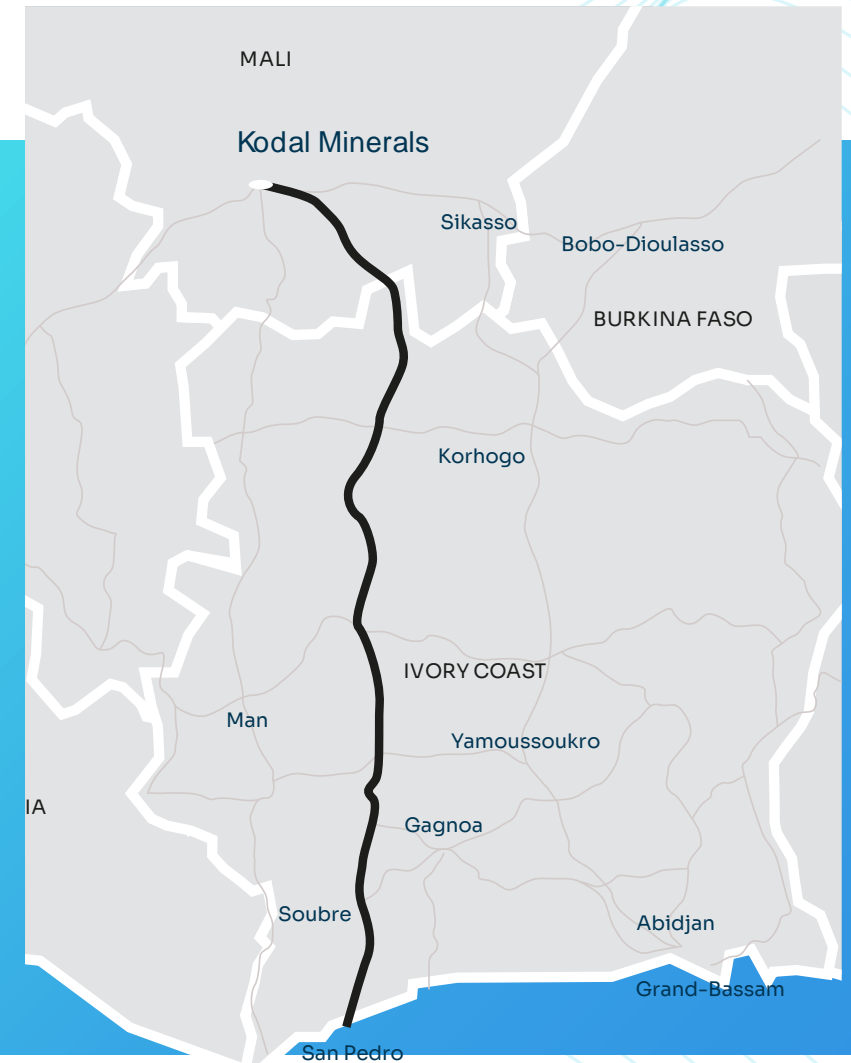 MALI
Kodal Minerals
Sikasso
Bobo-Dioulasso
BURKINA FASO
Korhogo
IVORY COAST
Man
Yamoussoukro
IA
Gagnoa
Soubre
Abidjan
Grand-Bassam
San Pedro